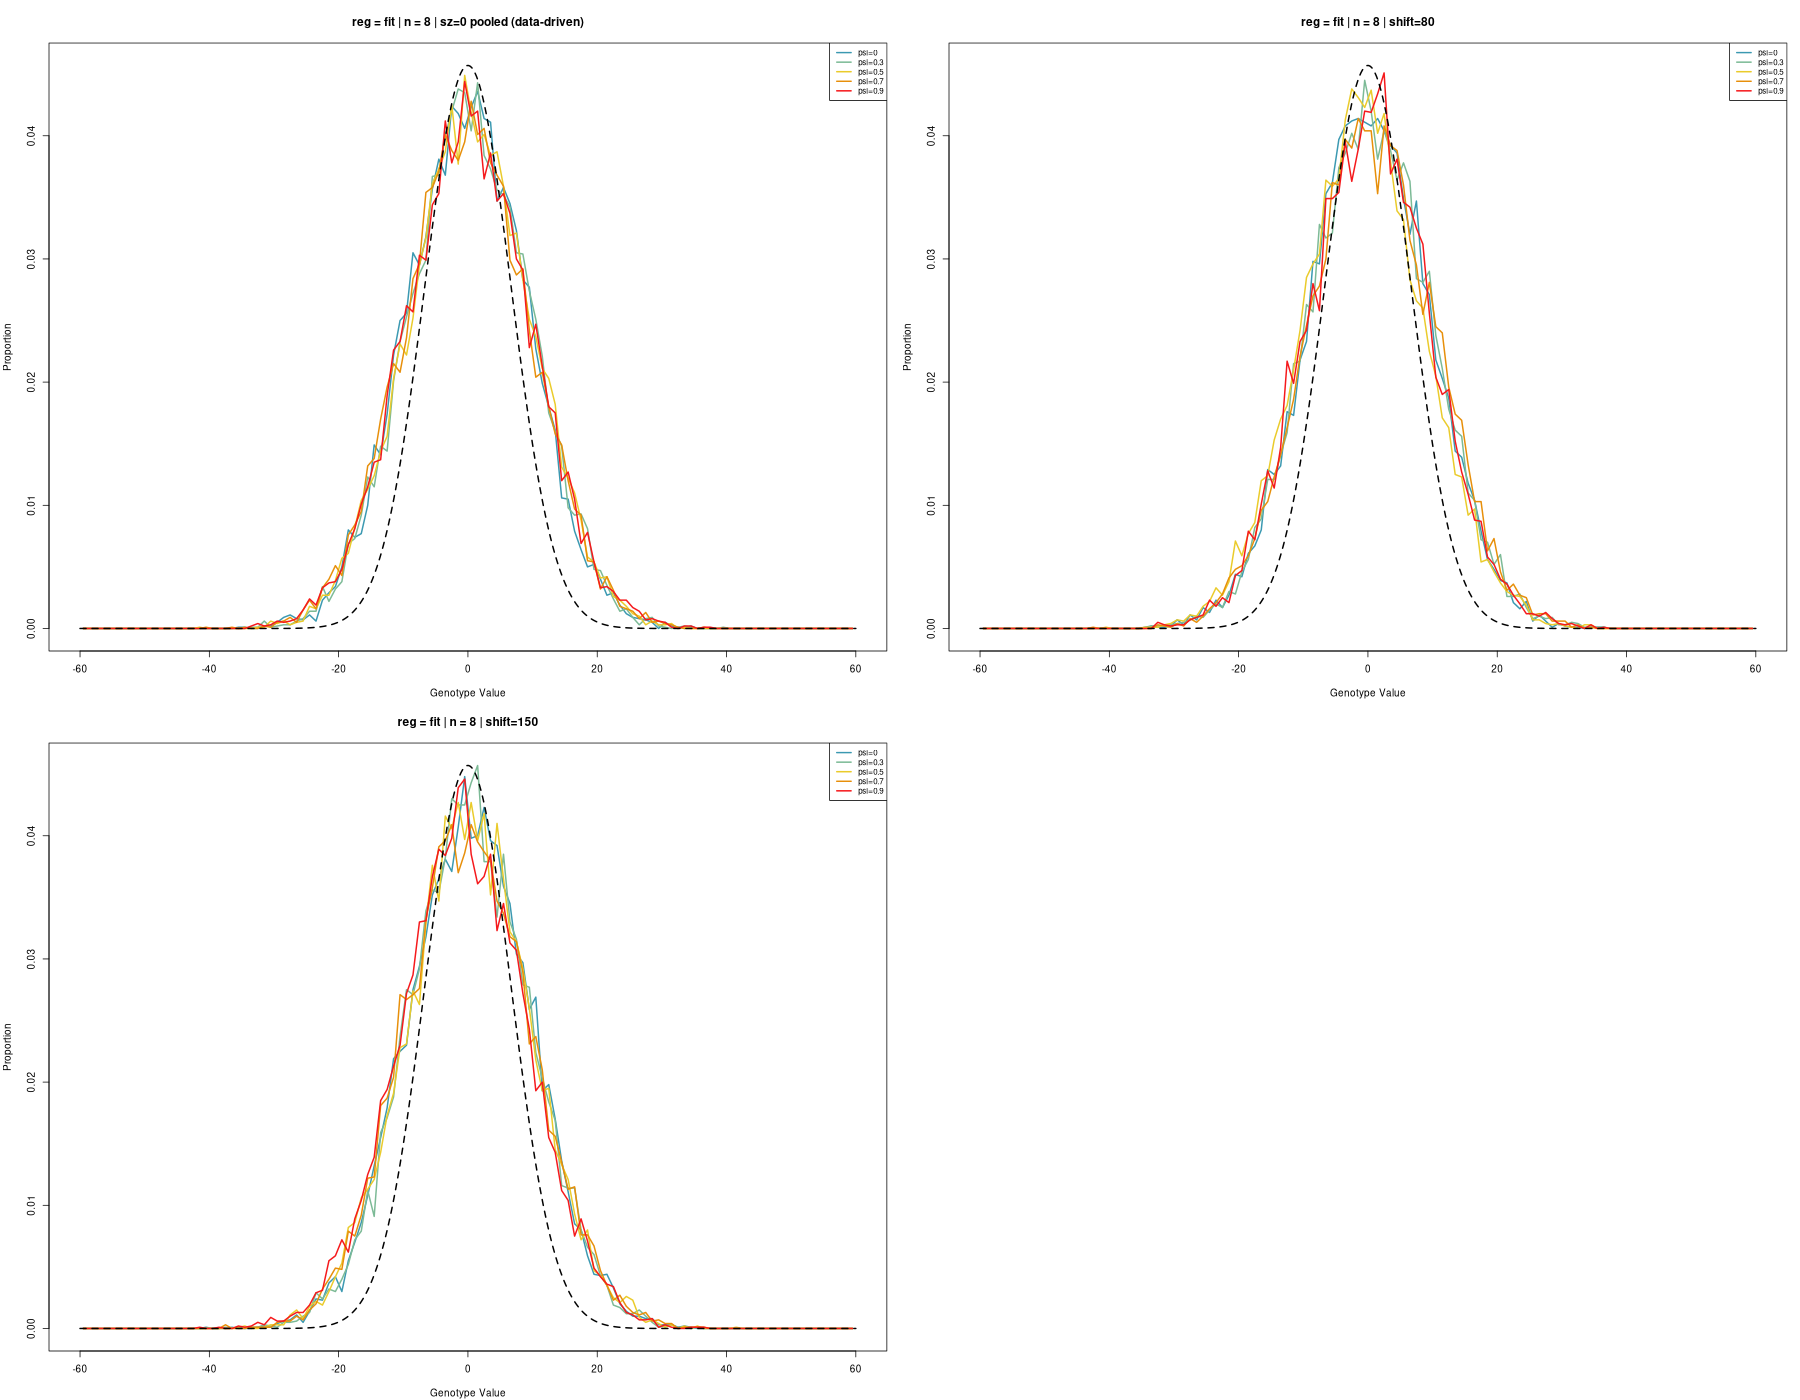 reg = fit | n = 8 | sz=0 pooled (data-driven)
psi=0
psi=0.3
psi=0.5
psi=0.7
psi=0.9
Proportion
0.04
0.03
0.02
0.01
0.00
-60 -40 -20 0 20 40 60
Genotype Value
reg = fit | n = 8 | shift=80
psi=0
psi=0.3
psi=0.5
psi=0.7
psi=0.9
Proportion
0.04
0.03
0.02
0.01
0.00
-60 -40 -20 0 20 40 60
Genotype Value
reg = fit | n = 8 | shift=150
psi=0
psi=0.3
psi=0.5
psi=0.7
psi=0.9
Proportion
0.04
0.03
0.02
0.01
0.00
-60 -40 -20 0 20 40 60
Genotype Value